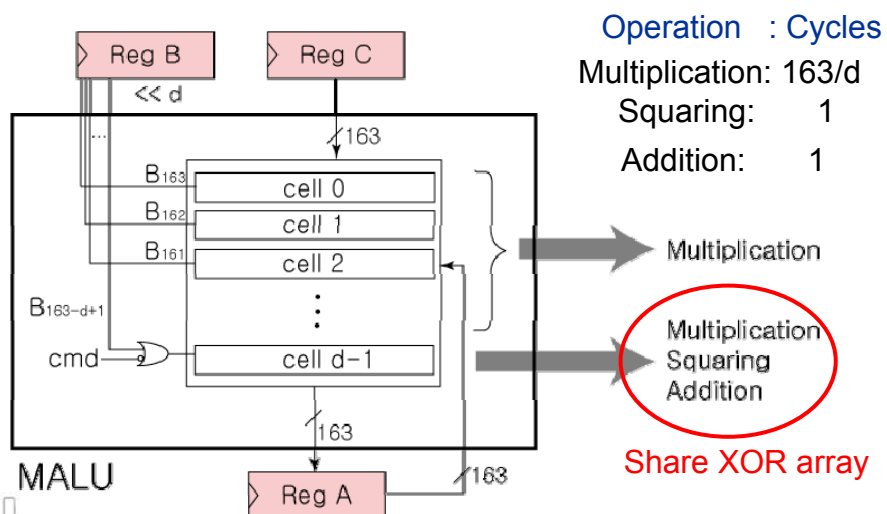 Reg B
Reg C
Operation : Cycles
Multiplication: 163/d
Squaring: 1
Addition: 1
<< d
...
163
B163
cell 0
B162
cell 1
B161
cell 2
Multiplication
B163-d+1
cmd
cell d-1
Multiplication
Squaring
Addition
163
MALU
Reg A
163
Share XOR array